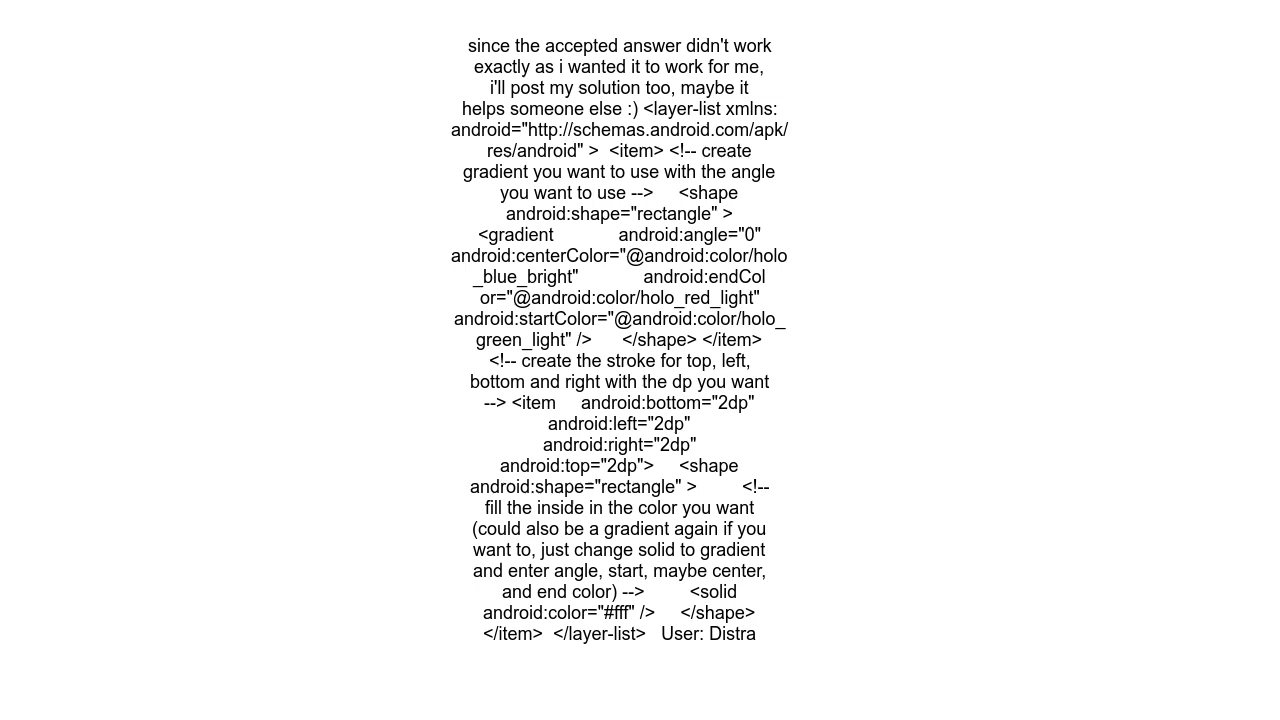 since the accepted answer didn't work
exactly as i wanted it to work for me,
i'll post my solution too, maybe it
helps someone else :) <layer-list xmlns:
android="http://schemas.android.com/apk/
res/android" >  <item> <!-- create
gradient you want to use with the angle
you want to use -->     <shape
android:shape="rectangle" >
<gradient             android:angle="0"
android:centerColor="@android:color/holo
_blue_bright"             android:endCol
or="@android:color/holo_red_light"
android:startColor="@android:color/holo_
green_light" />      </shape> </item>
<!-- create the stroke for top, left,
bottom and right with the dp you want
--> <item     android:bottom="2dp"
android:left="2dp"
android:right="2dp"
android:top="2dp">     <shape
android:shape="rectangle" >         <!--
fill the inside in the color you want
(could also be a gradient again if you
want to, just change solid to gradient
and enter angle, start, maybe center,
and end color) -->         <solid
android:color="#fff" />     </shape>
</item>  </layer-list>   User: Distra